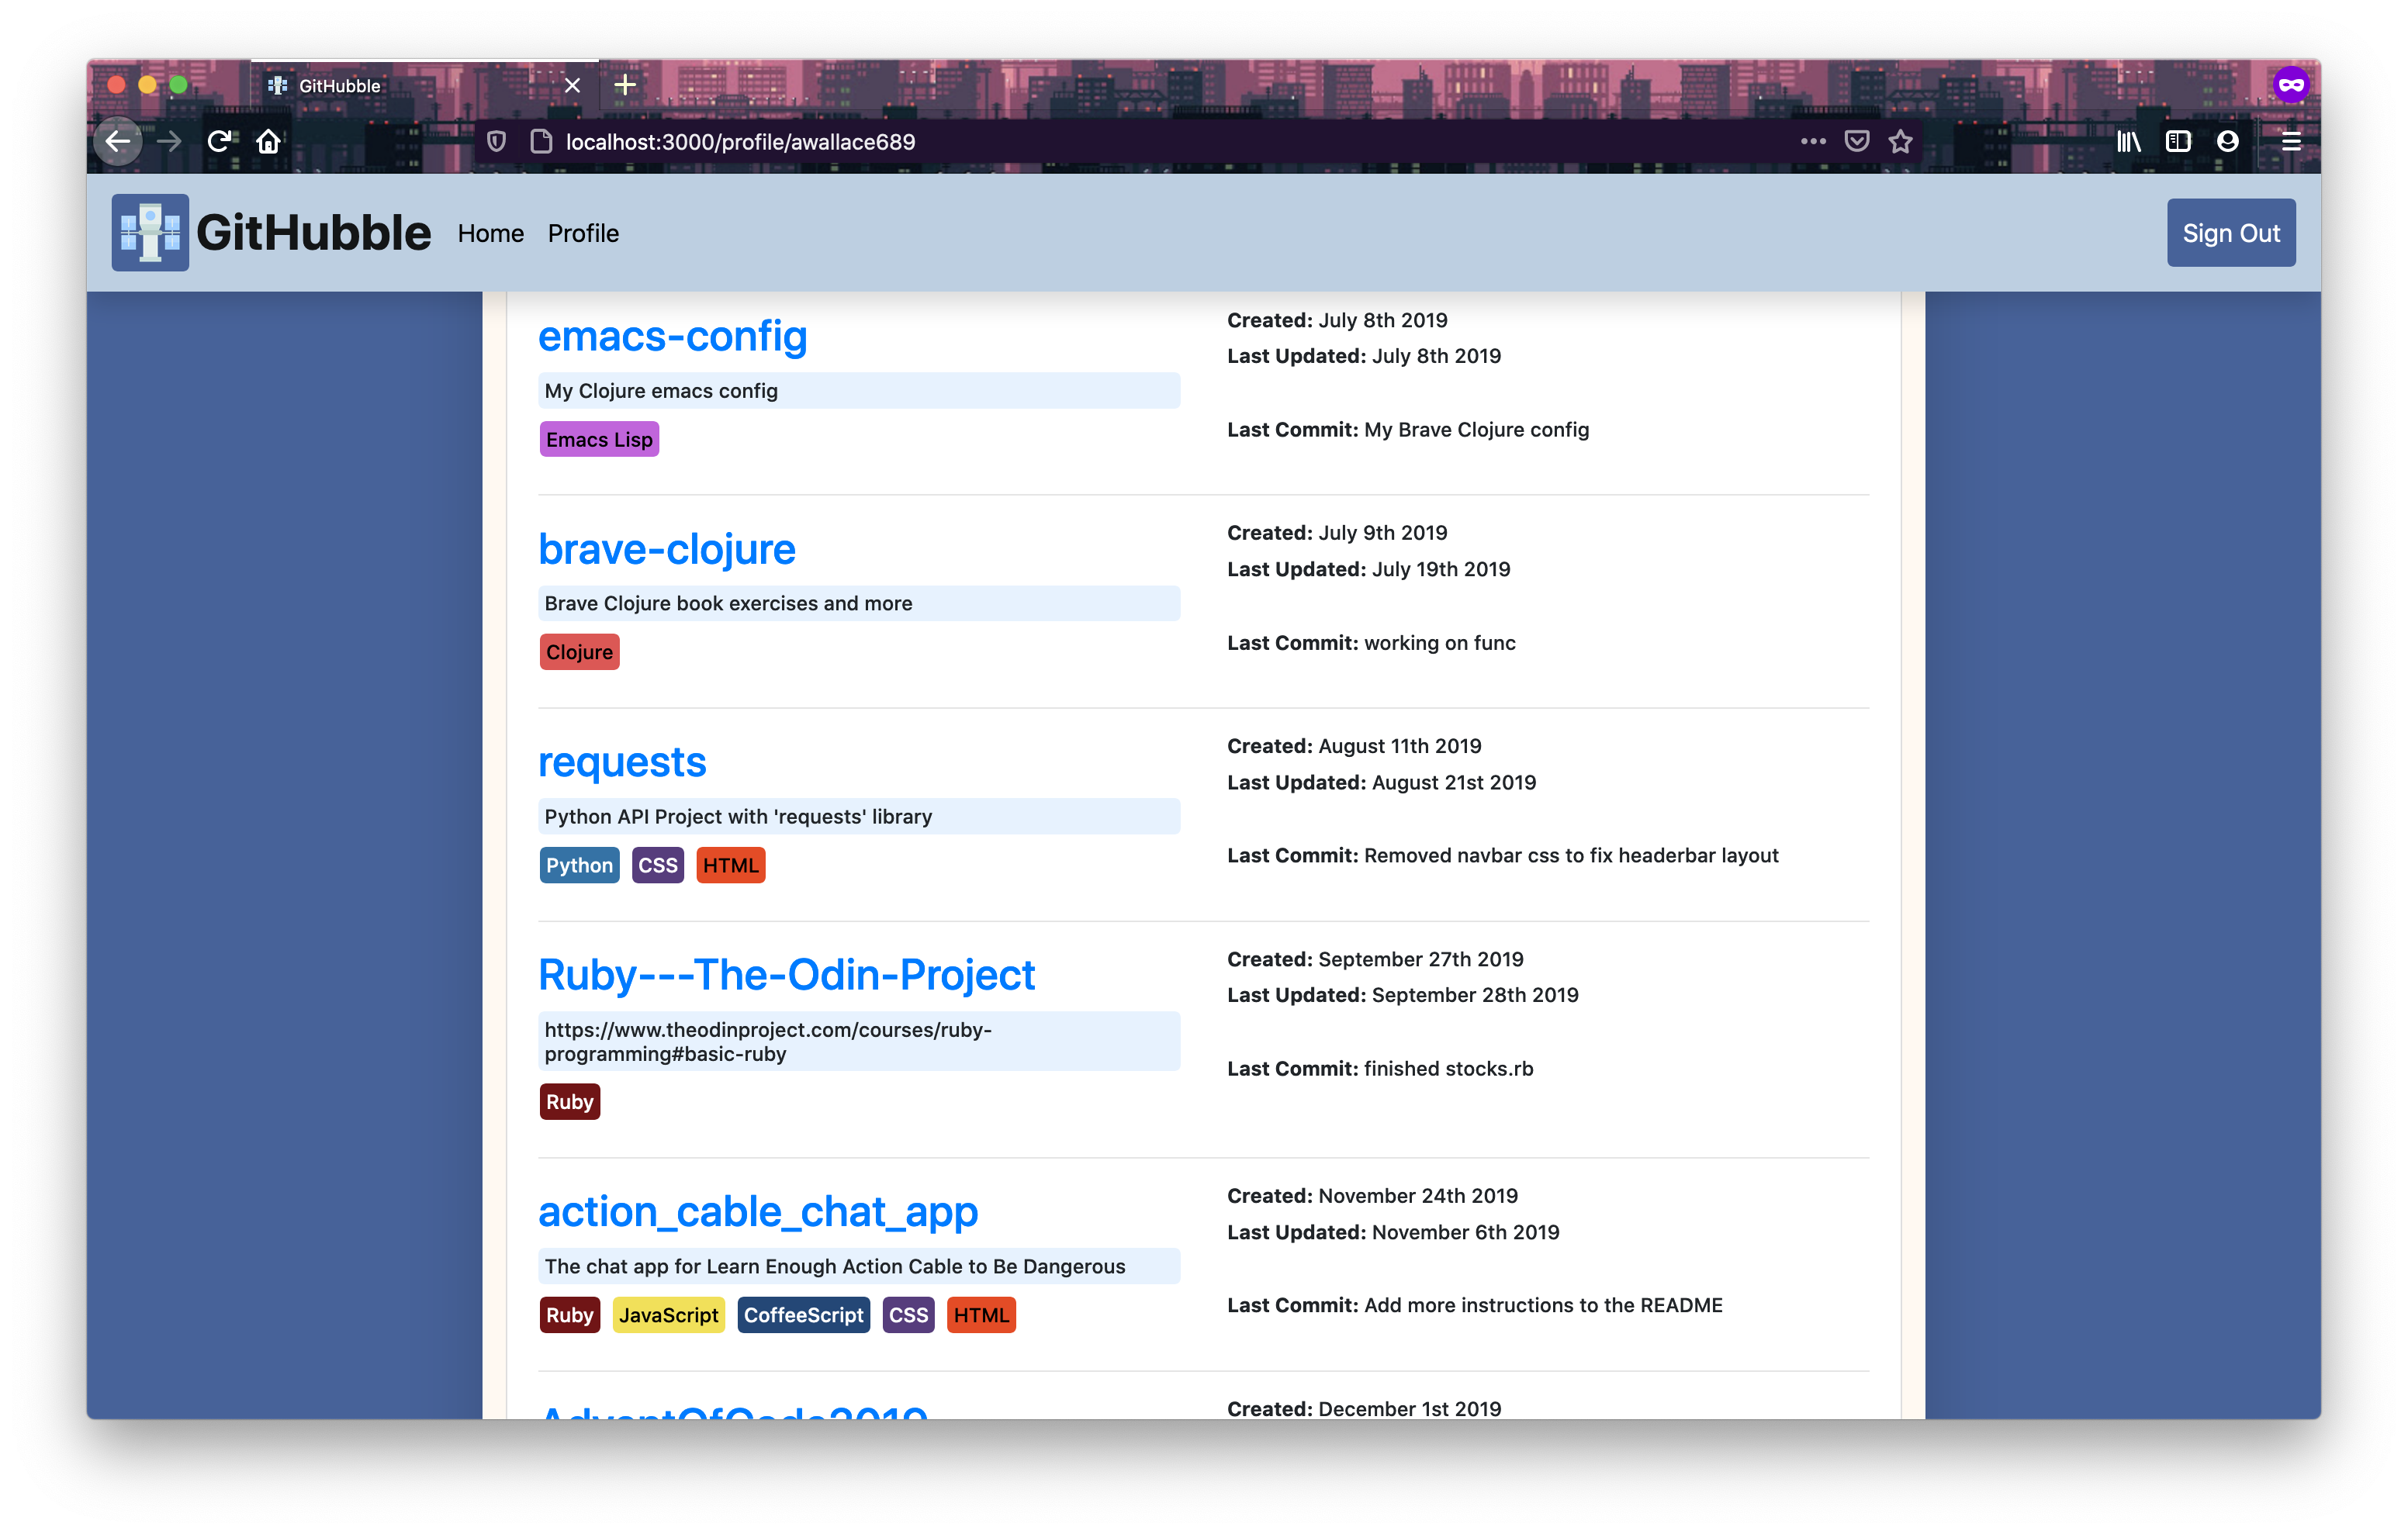 GitHubble
localhost:3000/profile/awallace689
GitHubble Home Profile Sign Out
emacs-config
My Clojure emacs config
Emacs Lisp
Created: July 8th 2019
Last Updated: July 8th 2019
Last Commit: My Brave Clojure config
brave-clojure
Brave Clojure book exercises and more
Clojure
Created: July 9th 2019
Last Updated: July 19th 2019
Last Commit: working on func
requests
Python API Project with 'requests' library
Python CSS HTML
Created: August 11th 2019
Last Updated: August 21st 2019
Last Commit: Removed navbar css to fix headerbar layout
Ruby---The-Odin-Project
https://www.theodinproject.com/courses/ruby-
programming#basic-ruby
Ruby
Created: September 27th 2019
Last Updated: September 28th 2019
Last Commit: finished stocks.rb
action_cable_chat_app
The chat app for Learn Enough Action Cable to Be Dangerous
Ruby JavaScript CoffeeScript CSS HTML
Created: November 24th 2019
Last Updated: November 6th 2019
Last Commit: Add more instructions to the README
AdventOfCode2019
Created: December 1st 2019